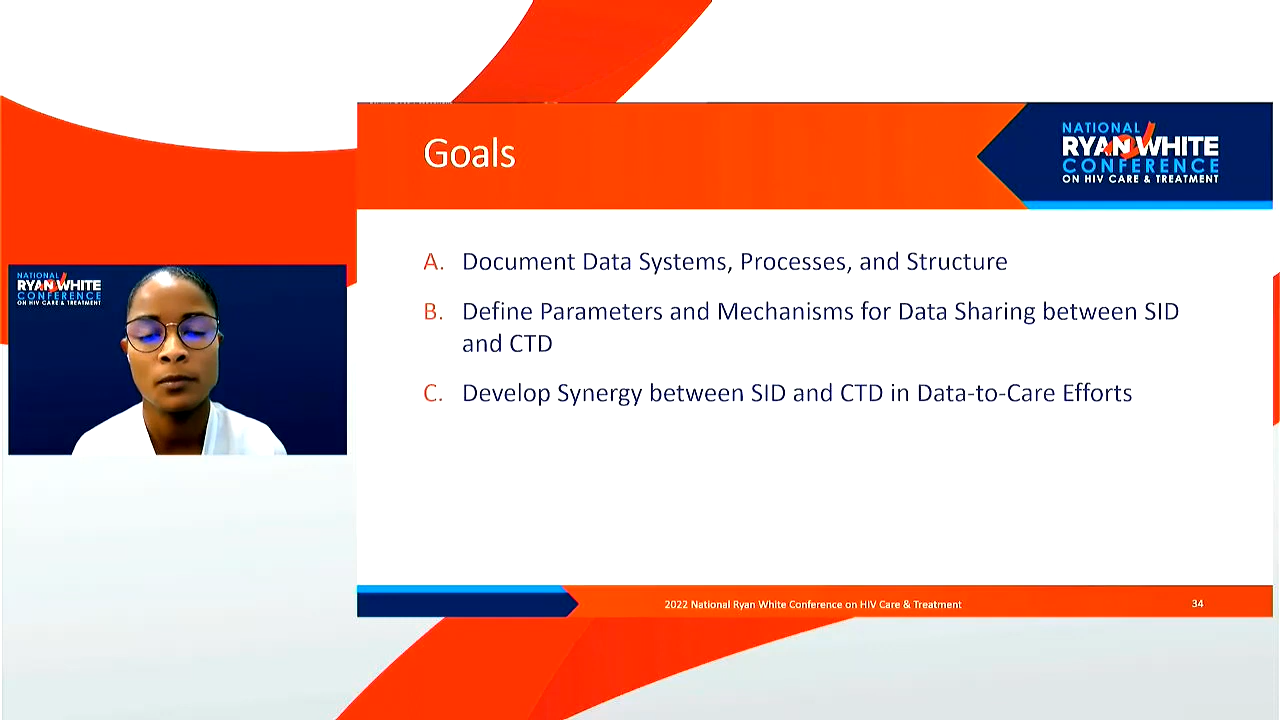 Goals
NATIONAL
RYAN WHITE
CONFERENCE
ON HIV CARE & TREATMENT
A. Document Data Systems, Processes, and Structure
B. Define Parameters and Mechanisms for Data Sharing between SID
and CTD
C. Develop Synergy between SID and CTD in Data-to-Care Efforts
NATIONAL
RYAN WHITE
CONFERENCE
ON HIV CARE & TREATMENT
2022 National Ryan White Conference on HIV Care & Treatment
34